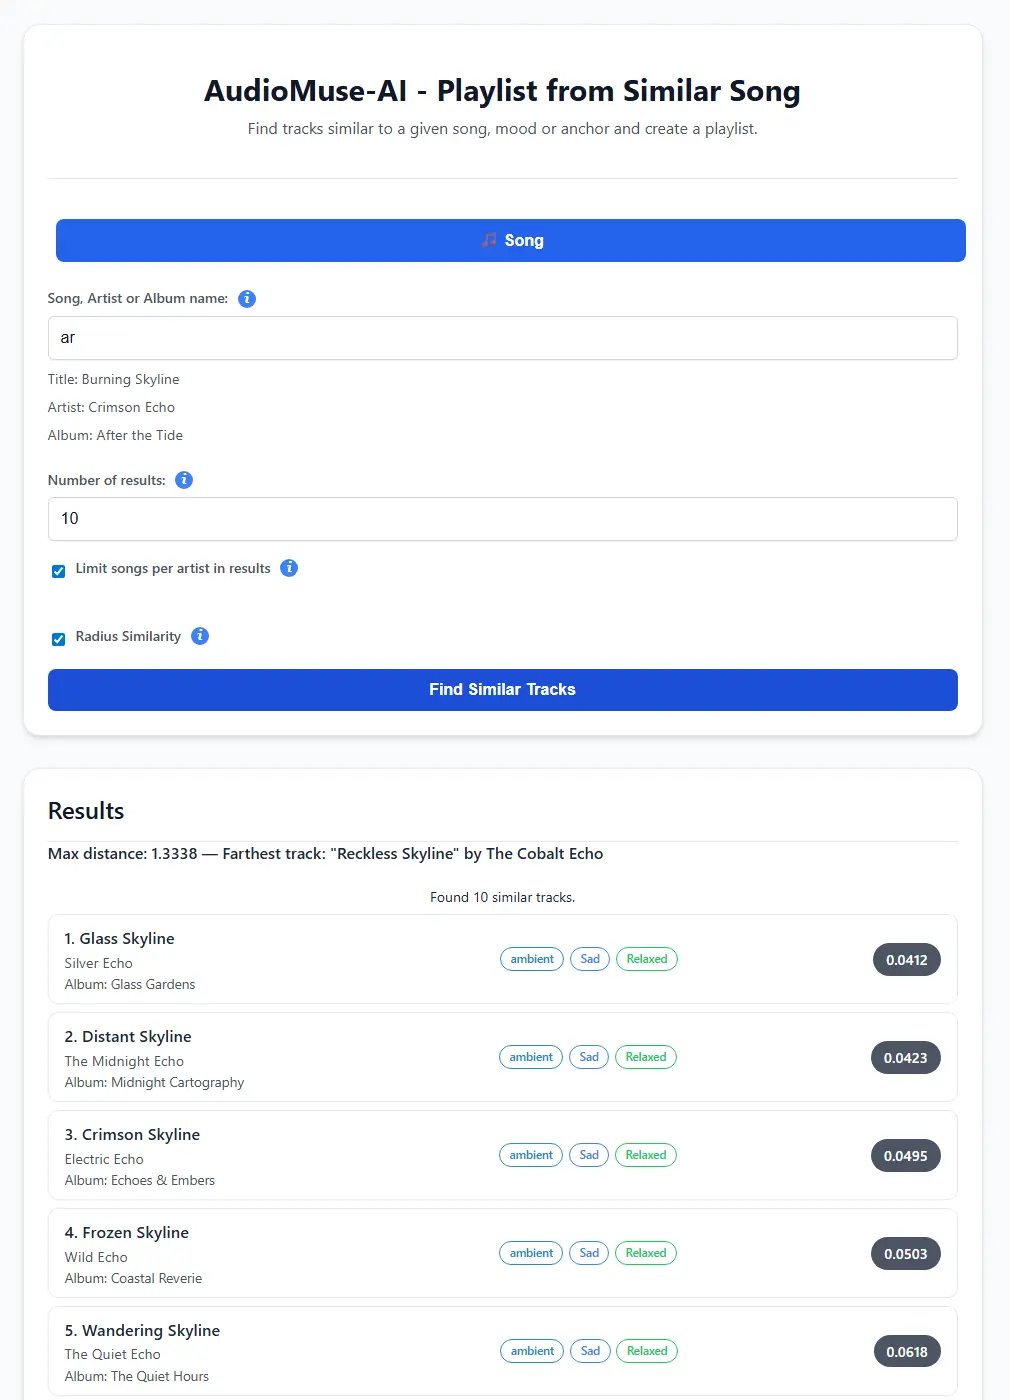 AudioMuse-AI - Playlist from Similar Song
Find tracks similar to a given song, mood or anchor and create a playlist.
🎵 Song
Song, Artist or Album name: i
ar
Title: Burning Skyline
Artist: Crimson Echo
Album: After the Tide
Number of results: i
10
Limit songs per artist in results i
Radius Similarity i
Find Similar Tracks
Results
Max distance: 1.3338 — Farthest track: "Reckless Skyline" by The Cobalt Echo
Found 10 similar tracks.
1. Glass Skyline
Silver Echo
Album: Glass Gardens
ambient Sad Relaxed
0.0412
2. Distant Skyline
The Midnight Echo
Album: Midnight Cartography
ambient Sad Relaxed
0.0423
3. Crimson Skyline
Electric Echo
Album: Echoes & Embers
ambient Sad Relaxed
0.0495
4. Frozen Skyline
Wild Echo
Album: Coastal Reverie
ambient Sad Relaxed
0.0503
5. Wandering Skyline
The Quiet Echo
Album: The Quiet Hours
ambient Sad Relaxed
0.0618